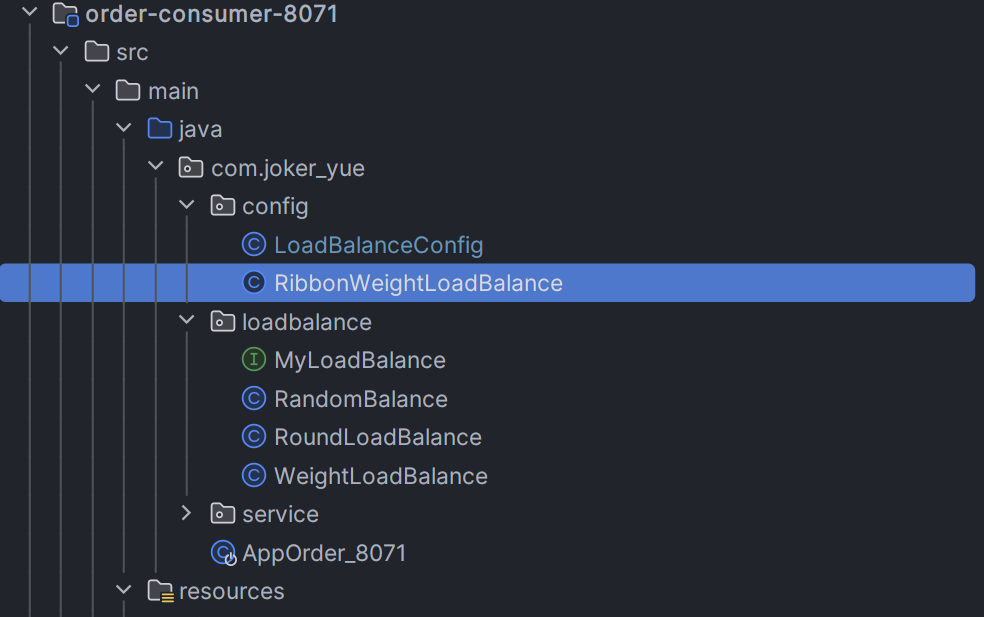 order-consumer-8071
src
main
java
com.joker_yue
config
LoadBalanceConfig
RibbonWeightLoadBalance
loadbalance
MyLoadBalance
RandomBalance
RoundLoadBalance
WeightLoadBalance
service
AppOrder_8071
resources